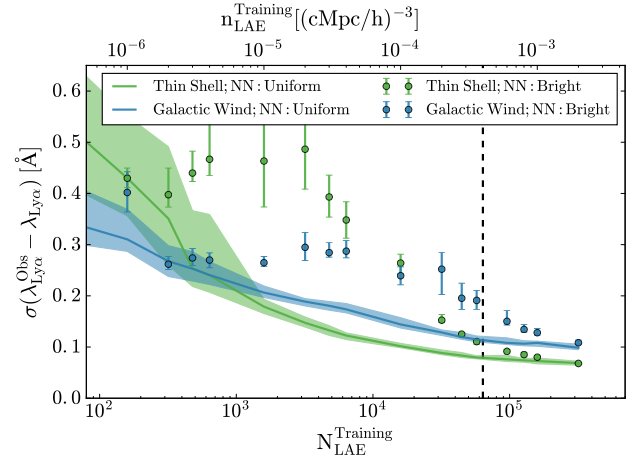 n_LAE^Training[(cMpc/h)^−3]
10^−6 10^−5 10^−4 10^−3
Thin Shell; NN : Uniform Thin Shell; NN : Bright
Galactic Wind; NN : Uniform Galactic Wind; NN : Bright
σ(λ_Lyα^Obs − λ_Lyα) [Å]
0.6
0.5
0.4
0.3
0.2
0.1
0.0
10^2 10^3 10^4 10^5
N_LAE^Training